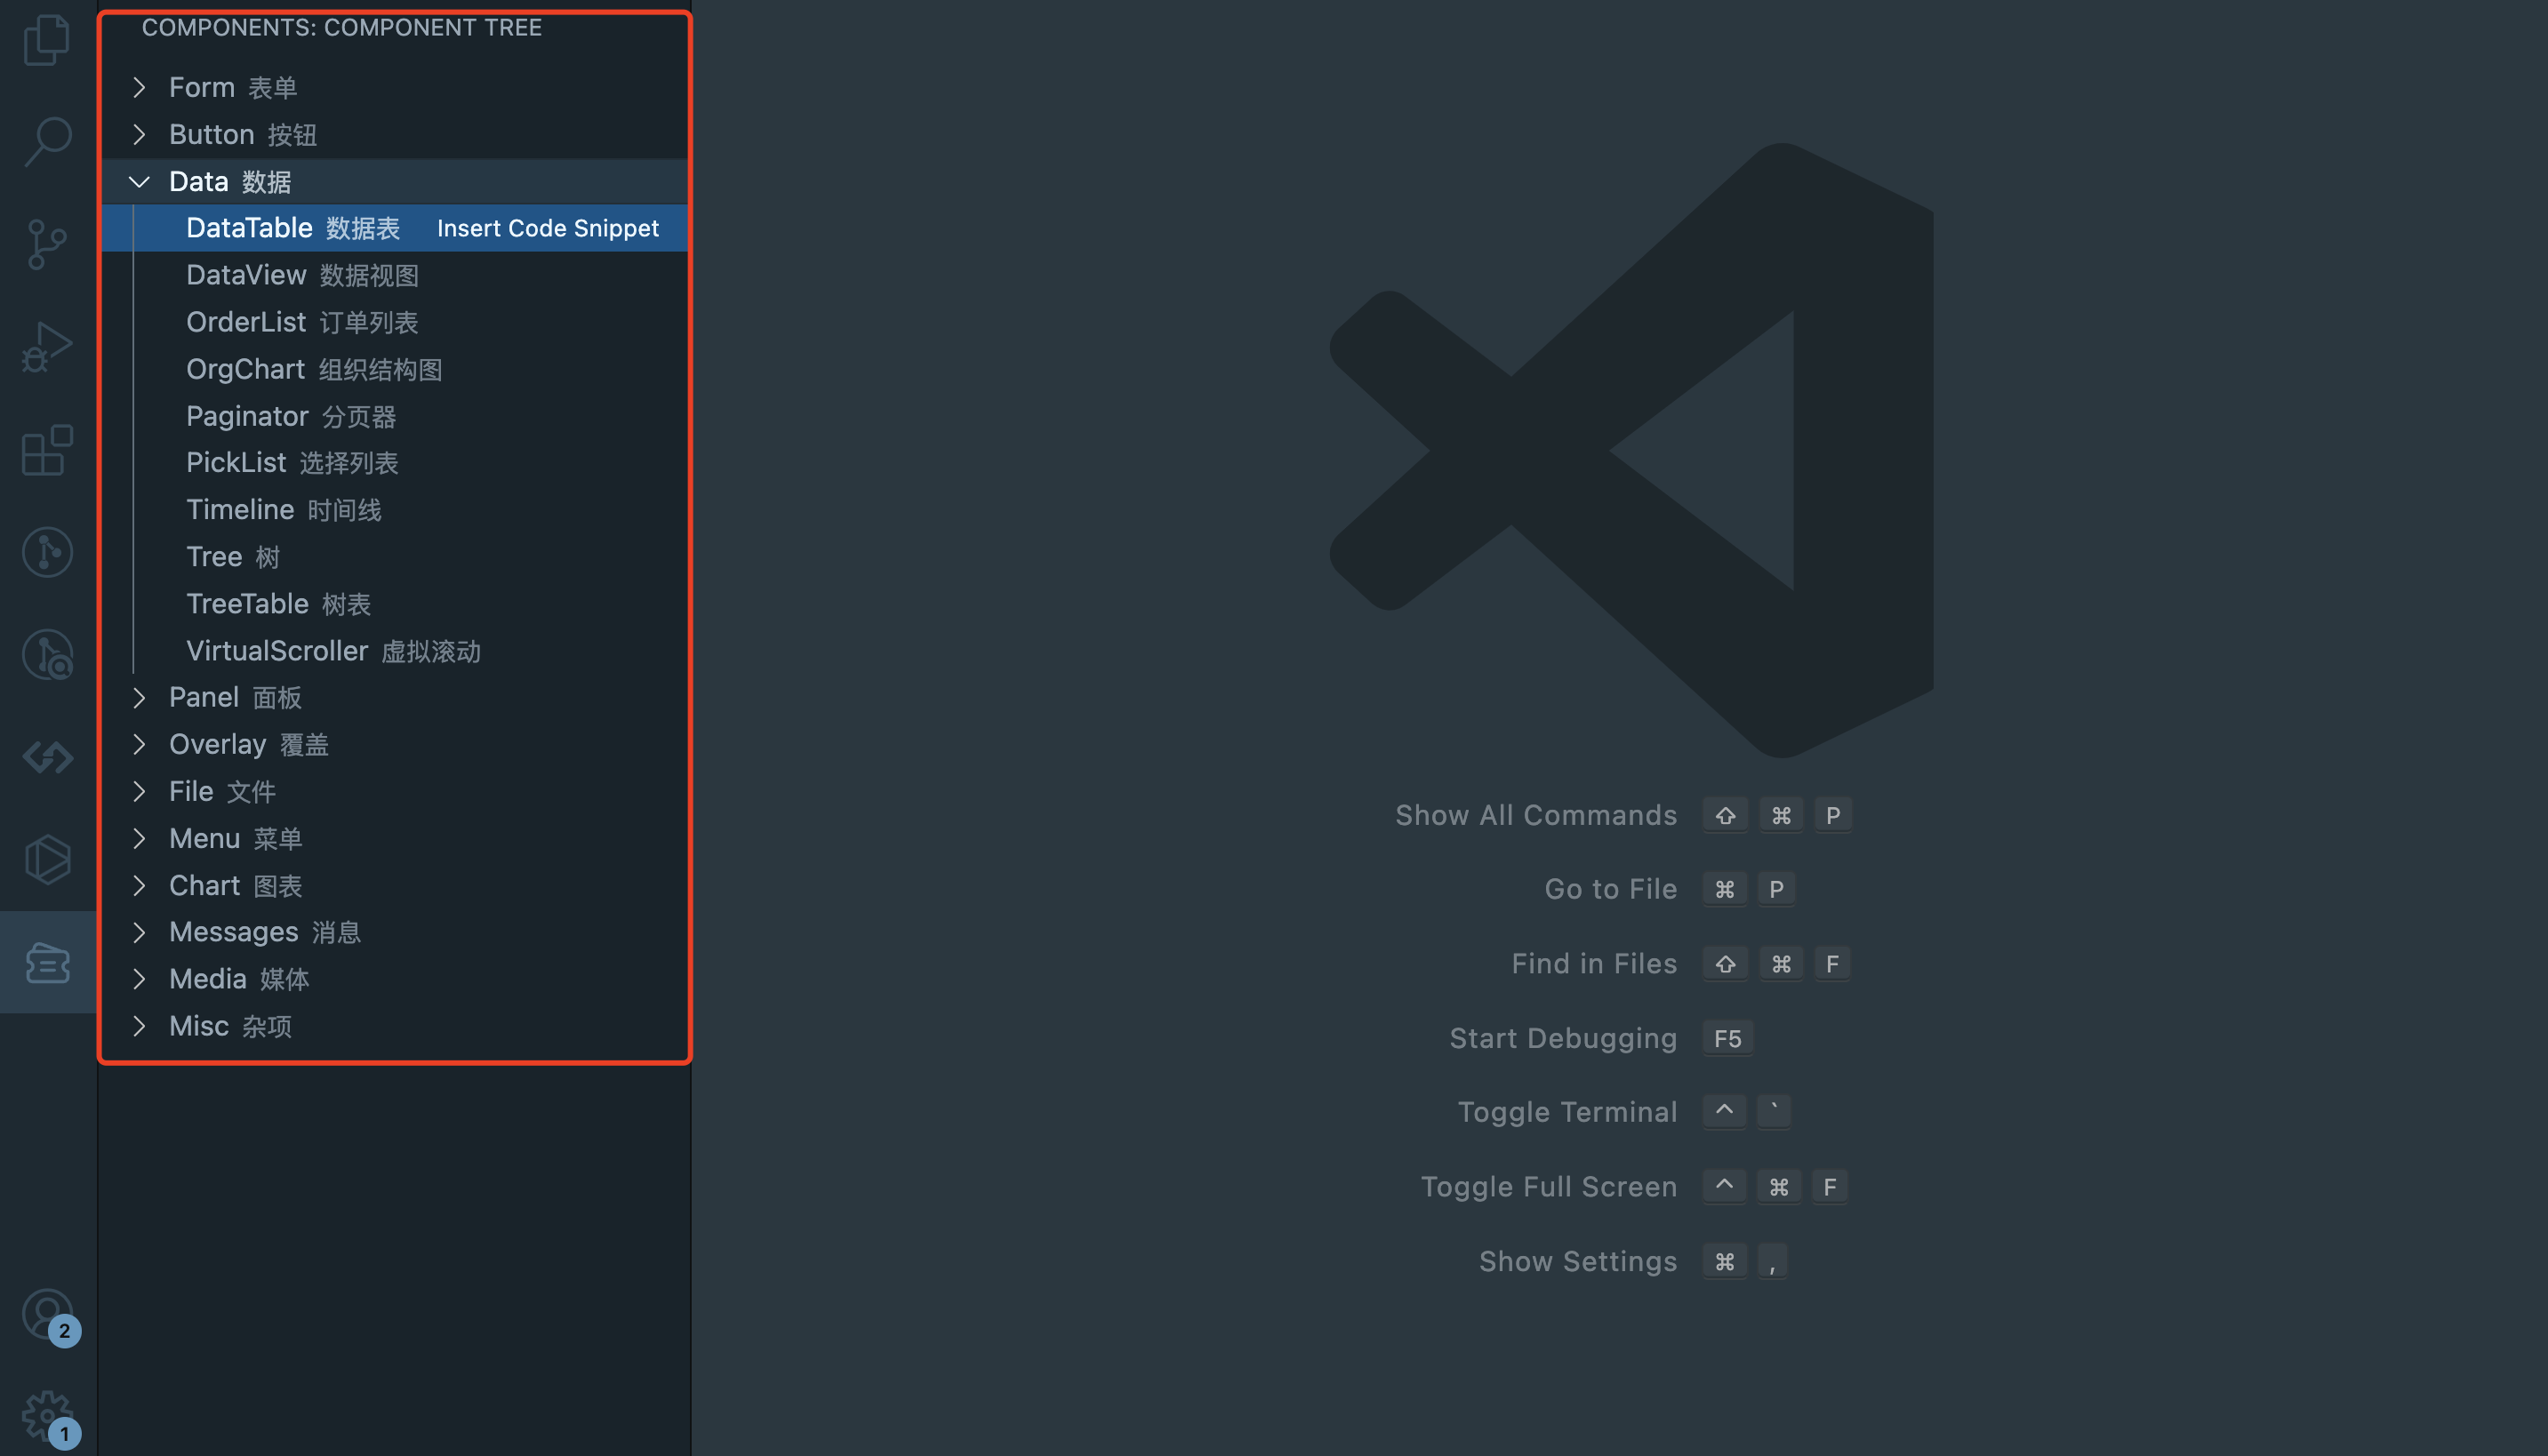 COMPONENTS: COMPONENT TREE
Form 表单
Button 按钮
Data 数据
DataTable 数据表 Insert Code Snippet
DataView 数据视图
OrderList 订单列表
OrgChart 组织结构图
Paginator 分页器
PickList 选择列表
Timeline 时间线
Tree 树
TreeTable 树表
VirtualScroller 虚拟滚动
Panel 面板
Overlay 覆盖
File 文件
Menu 菜单
Chart 图表
Messages 消息
Media 媒体
Misc 杂项
2
1
Show All Commands ⇧ ⌘ P
Go to File ⌘ P
Find in Files ⇧ ⌘ F
Start Debugging F5
Toggle Terminal ^ `
Toggle Full Screen ^ ⌘ F
Show Settings ⌘ ,